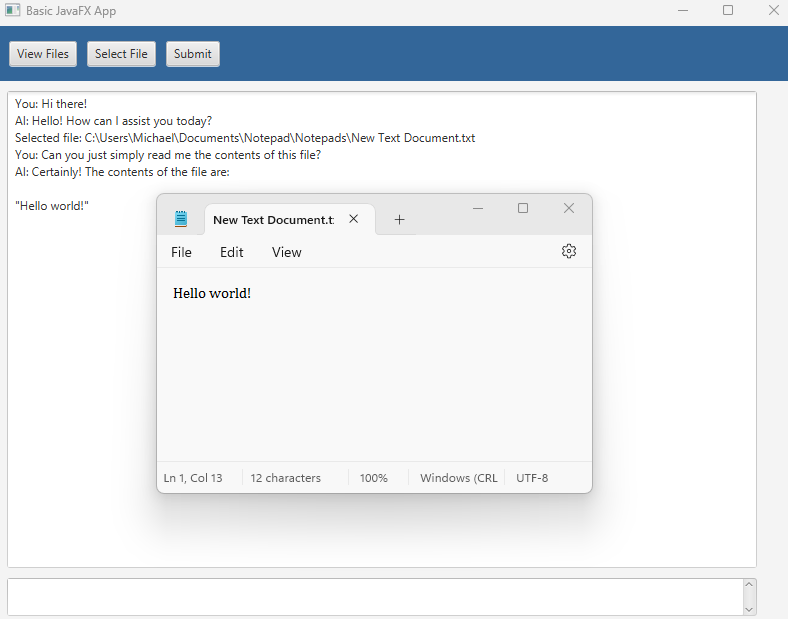 Basic JavaFX App
View Files Select File Submit
You: Hi there!
AI: Hello! How can I assist you today?
Selected file: C:\Users\Michael\Documents\Notepad\Notepads\New Text Document.txt
You: Can you just simply read me the contents of this file?
AI: Certainly! The contents of the file are:
"Hello world!"
New Text Document.t
File Edit View
Hello world!
Ln 1, Col 13 12 characters 100% Windows (CRL UTF-8